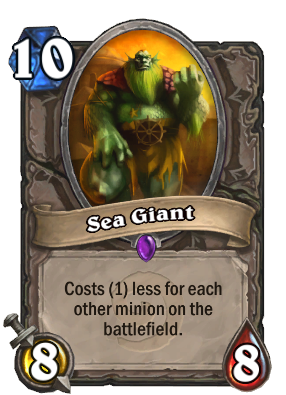 10
Sea Giant
Costs (1) less for each
other minion on the
battlefield.
8
8